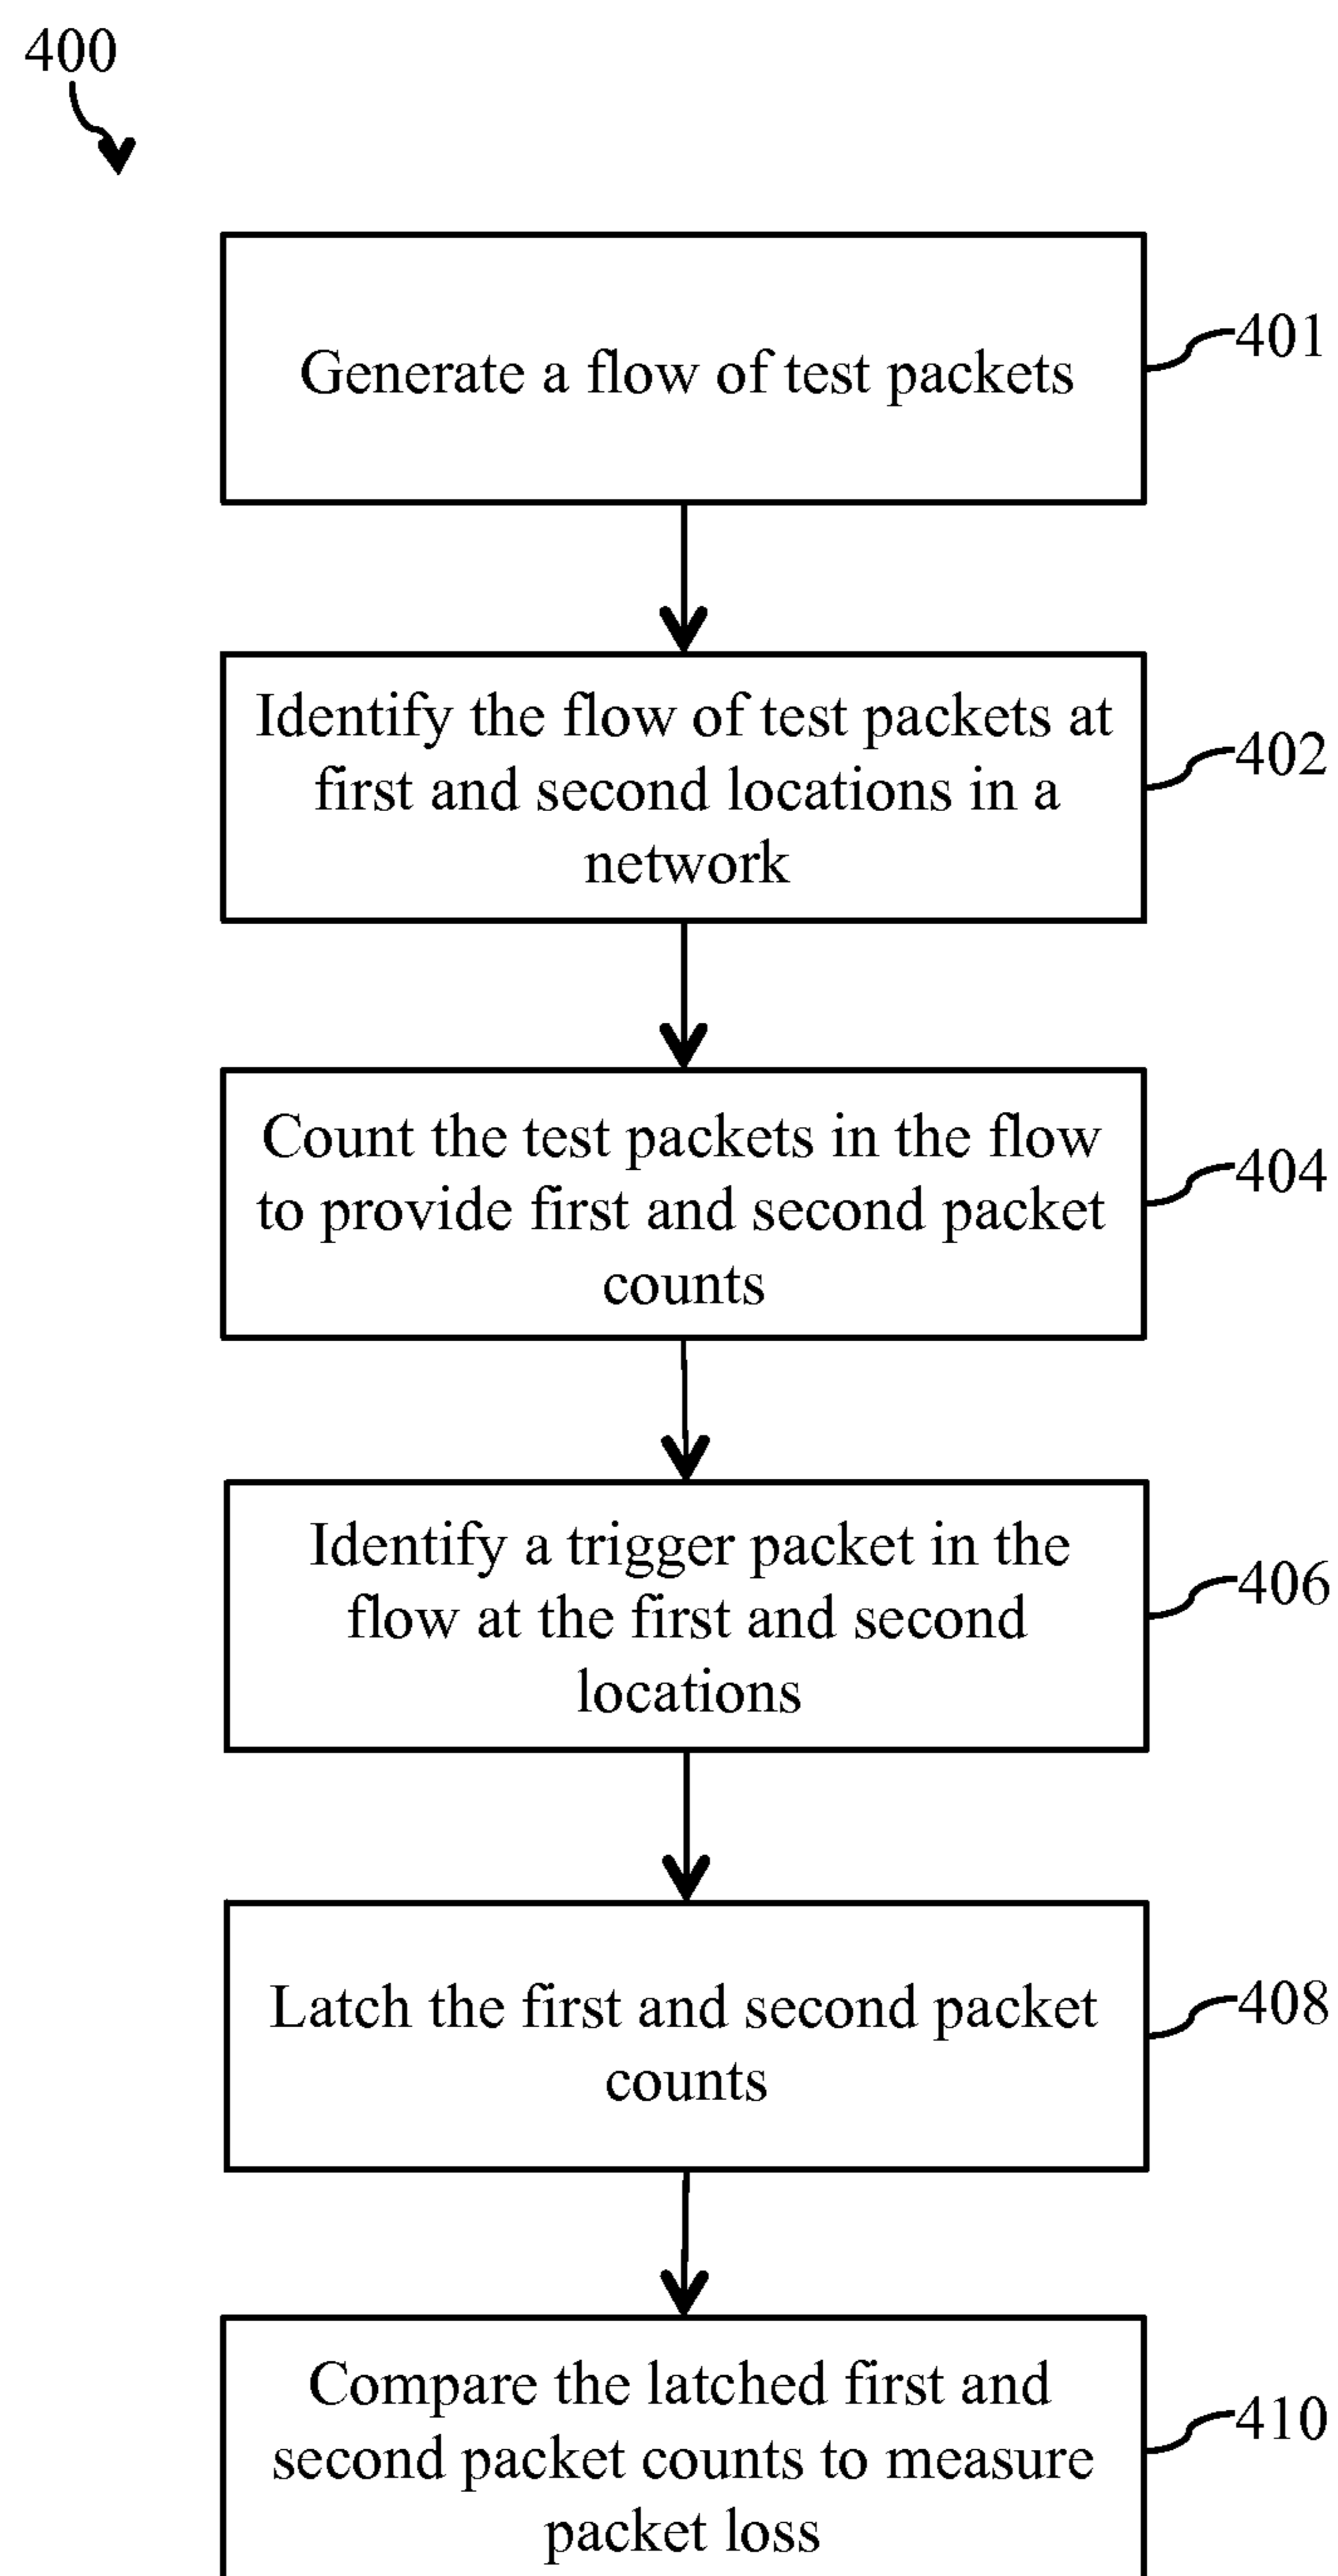 400
Generate a flow of test packets
401
Identify the flow of test packets at
first and second locations in a
network
402
Count the test packets in the flow
to provide first and second packet
counts
404
Identify a trigger packet in the
flow at the first and second
locations
406
Latch the first and second packet
counts
408
Compare the latched first and
second packet counts to measure
packet loss
410